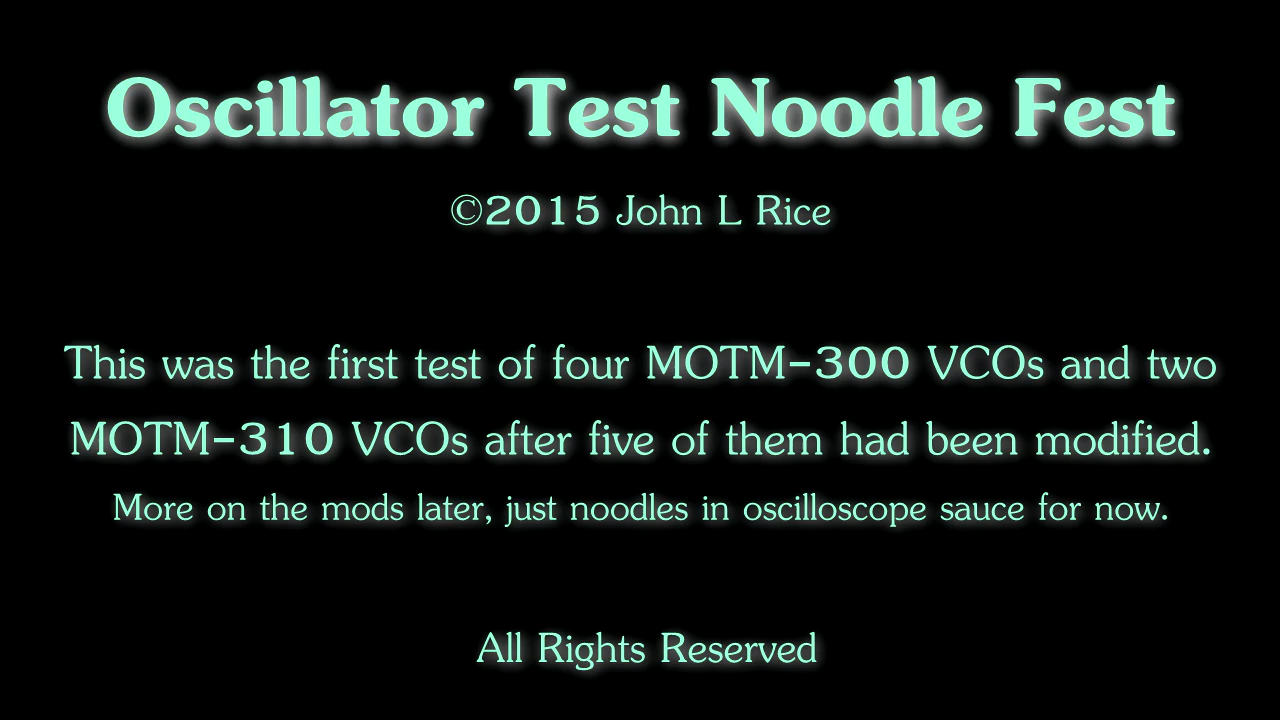 Oscillator Test Noodle Fest
©2015 John L Rice
This was the first test of four MOTM-300 VCOs and two
MOTM-310 VCOs after five of them had been modified.
More on the mods later, just noodles in oscilloscope sauce for now.
All Rights Reserved